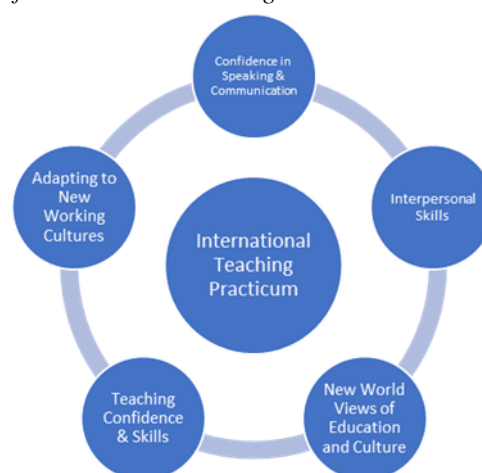 Confidence in
Speaking &
Communication
Adapting to
New
Working
Cultures
Interpersonal
Skills
International
Teaching
Practicum
Teaching
Confidence
& Skills
New World
Views of
Education
and Culture